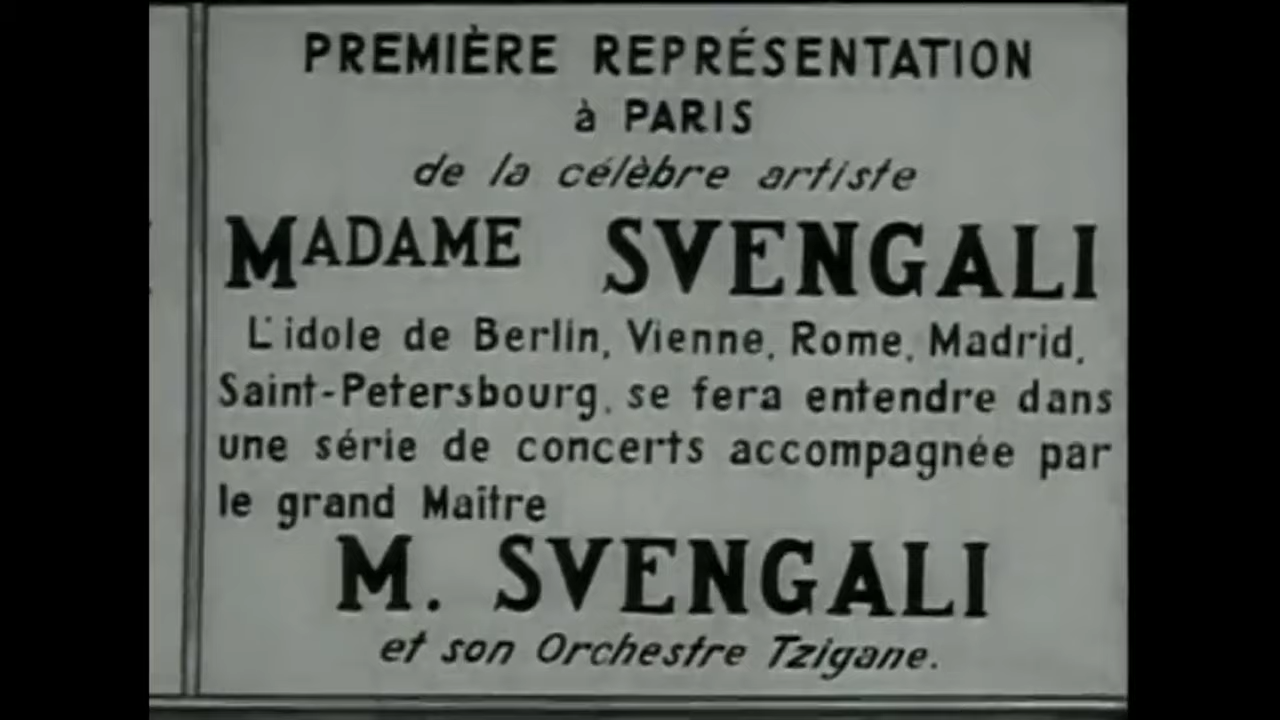 PREMIÈRE REPRÉSENTATION
à PARIS
de la célèbre artiste
MADAME SVENGALI
L'idole de Berlin, Vienne, Rome, Madrid,
Saint-Petersbourg, se fera entendre dans
une série de concerts accompagnée par
le grand Maître
M. SVENGALI
et son Orchestre Tzigane.